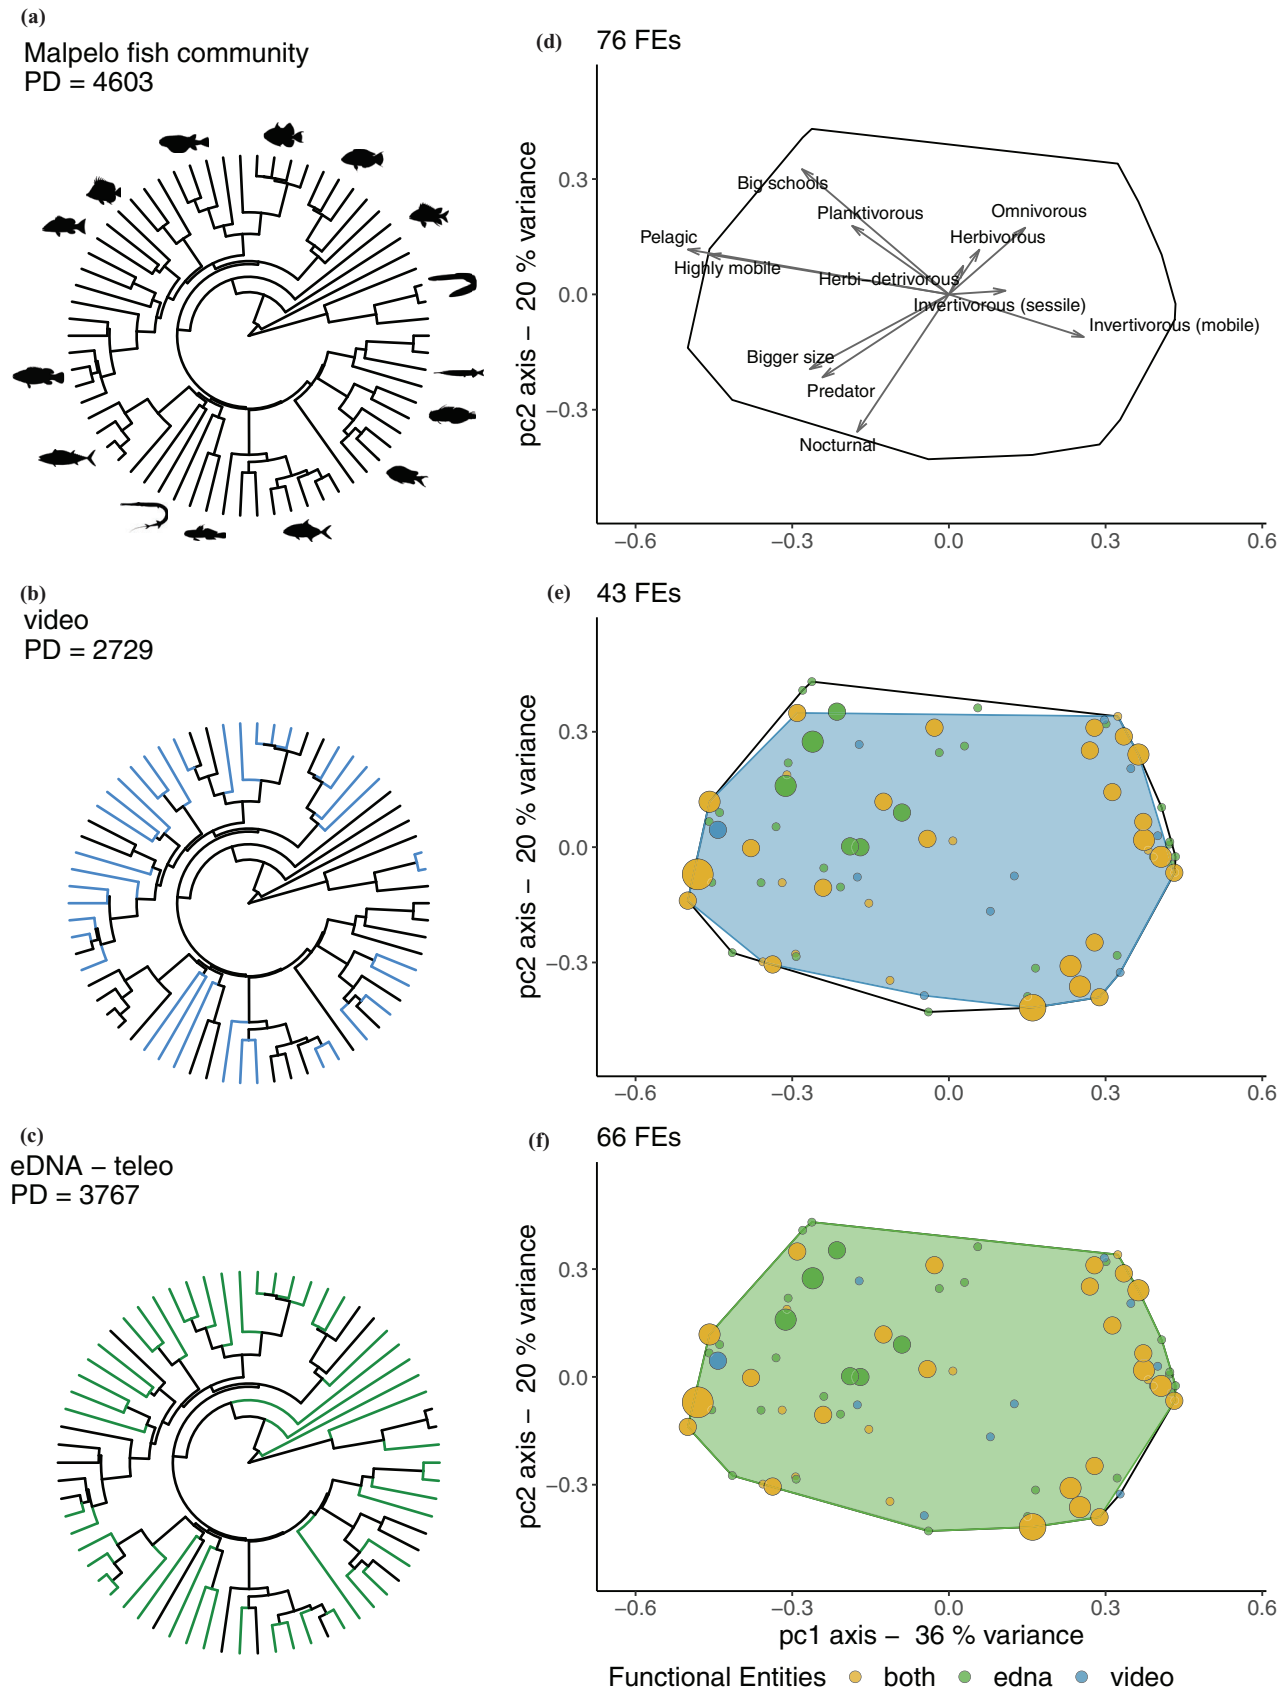 (a)
Malpelo fish community
PD = 4603
(d)
76 FEs
pc2 axis − 20 % variance
0.3
0.0
−0.3
Big schools
Planktivorous
Omnivorous
Pelagic
Herbivorous
Highly mobile
Herbi−detrivorous
Invertivorous (sessile)
Invertivorous (mobile)
Bigger size
Predator
Nocturnal
−0.6
−0.3
0.0
0.3
0.6
(b)
video
PD = 2729
(e)
43 FEs
pc2 axis − 20 % variance
0.3
0.0
−0.3
−0.6
−0.3
0.0
0.3
0.6
(c)
eDNA − teleo
PD = 3767
(f)
66 FEs
pc2 axis − 20 % variance
0.3
0.0
−0.3
−0.6
−0.3
0.0
0.3
0.6
pc1 axis − 36 % variance
Functional Entities both edna video